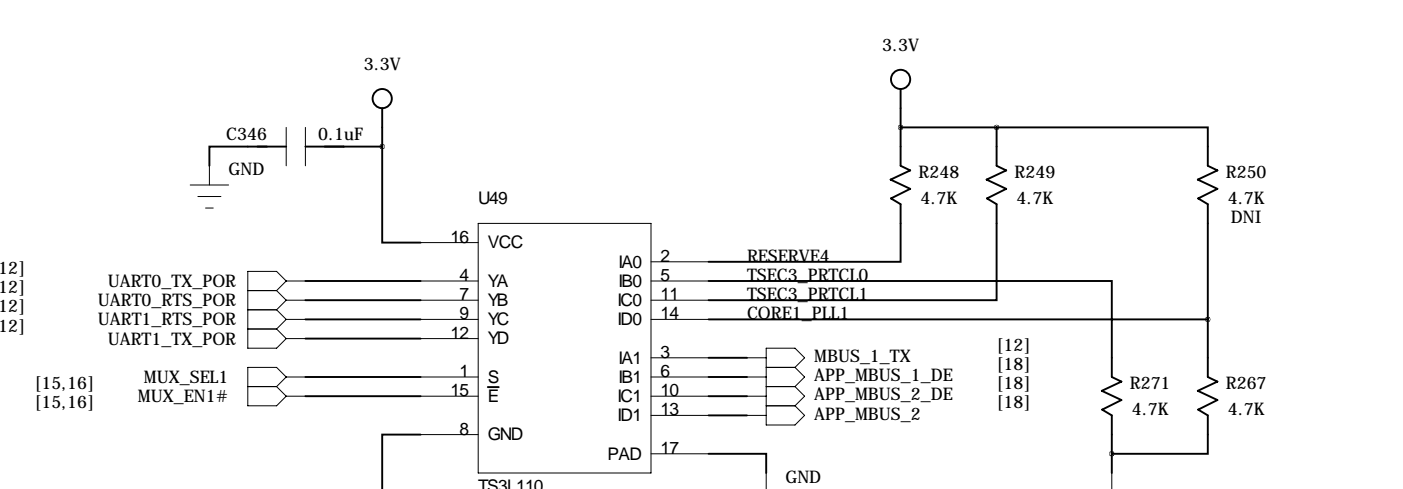 3.3V
3.3V
C346 0.1uF
GND
R248
4.7K
R249
4.7K
R250
4.7K
DNI
U49
16 VCC
12]
12]
12]
12]
UART0_TX_POR 4 YA
UART0_RTS_POR 7 YB
UART1_RTS_POR 9 YC
UART1_TX_POR 12 YD
[15,16] MUX_SEL1 1 S
[15,16] MUX_EN1# 15 E
8 GND
IA0 2 RESERVE4
IB0 5 TSEC3_PRTCL0
IC0 11 TSEC3_PRTCL1
ID0 14 CORE1_PLL1
IA1 3 MBUS_1_TX [12]
IB1 6 APP_MBUS_1_DE [18]
IC1 10 APP_MBUS_2_DE [18]
ID1 13 APP_MBUS_2 [18]
PAD 17
GND
R271
4.7K
R267
4.7K
TS3L110